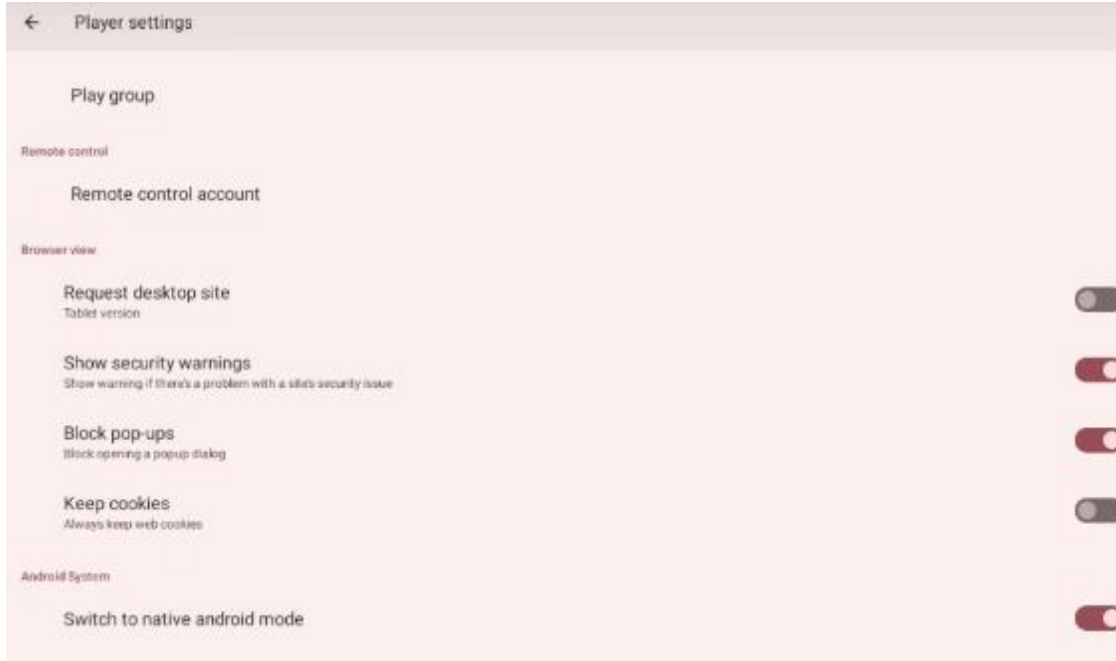 Player settings
Play group
Remote control
Remote control account
Browser view
Request desktop site
Tablet version
Show security warnings
Show warning if there's a problem with a site's security issue
Block pop-ups
Block opening a popup dialog
Keep cookies
Always keep web cookies
Android System
Switch to native android mode